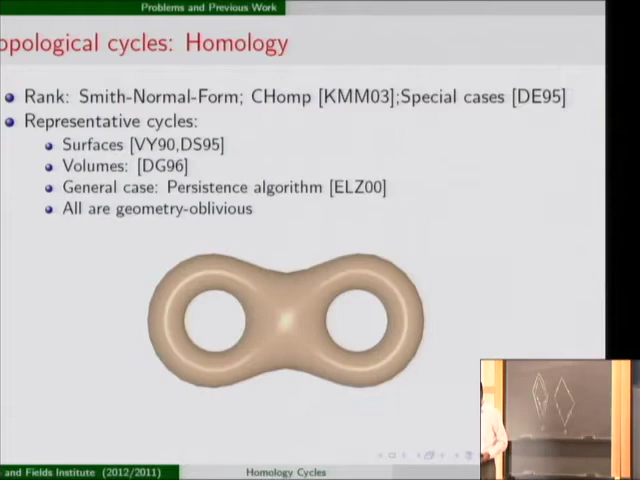 Problems and Previous Work
opological cycles: Homology
Rank: Smith-Normal-Form; CHomp [KMM03];Special cases [DE95]
Representative cycles:
Surfaces [VY90,DS95]
Volumes: [DG96]
General case: Persistence algorithm [ELZ00]
All are geometry-oblivious
and Fields Institute (2012/2011)
Homology Cycles